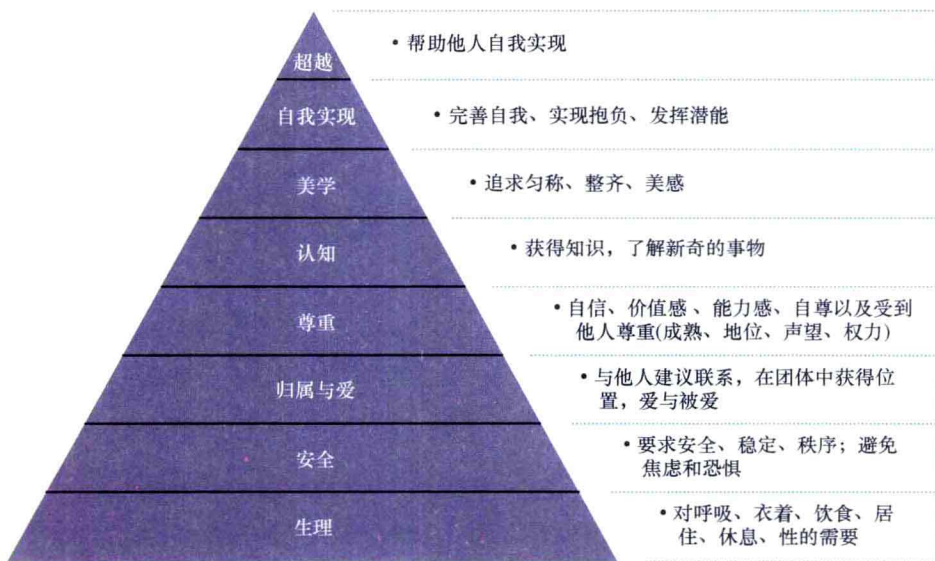 超越
• 帮助他人自我实现
自我实现
• 完善自我、实现抱负、发挥潜能
美学
• 追求匀称、整齐、美感
认知
• 获得知识，了解新奇的事物
尊重
• 自信、价值感、能力感、自尊以及受到
他人尊重(成熟、地位、声望、权力)
归属与爱
• 与他人建议联系，在团体中获得位
置，爱与被爱
安全
• 要求安全、稳定、秩序；避免
焦虑和恐惧
生理
• 对呼吸、衣着、饮食、居
住、休息、性的需要